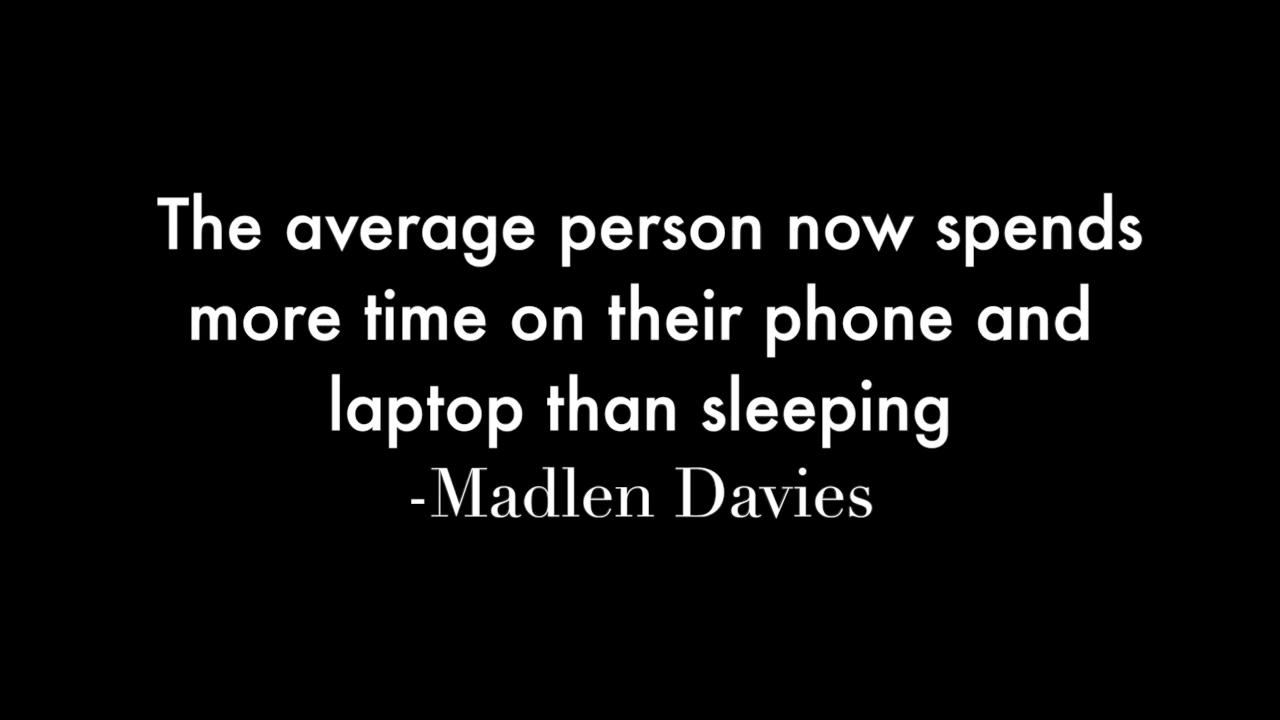 The average person now spends
more time on their phone and
laptop than sleeping
-Madlen Davies